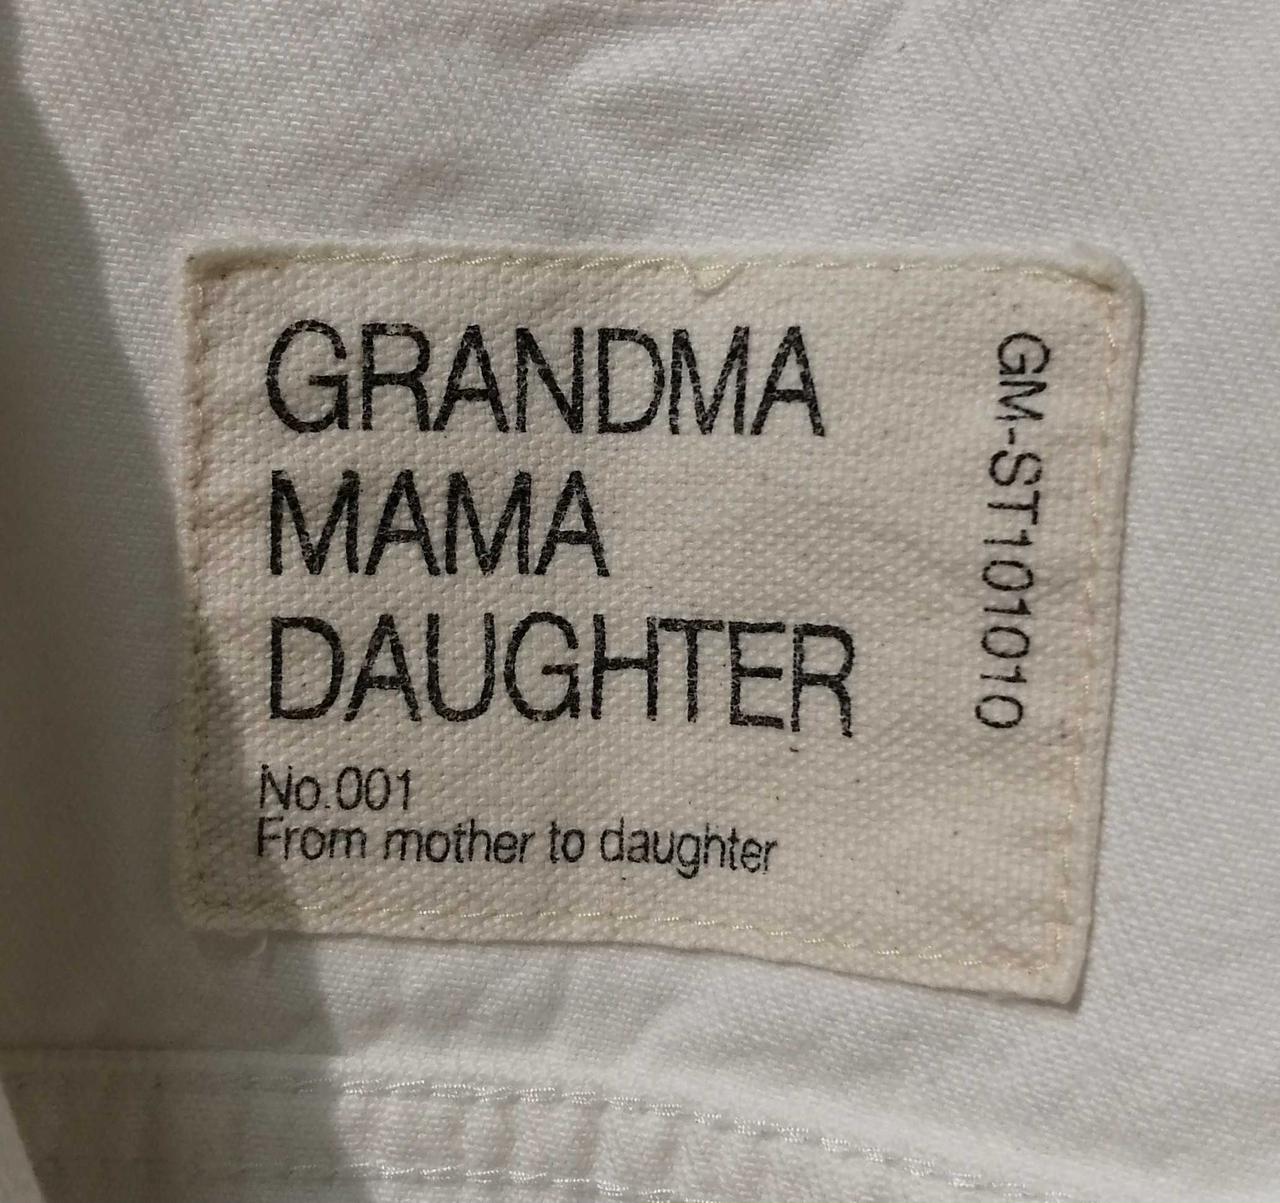 GRANDMA
MAMA
DAUGHTER
No.001
From mother to daughter
GM-ST101010